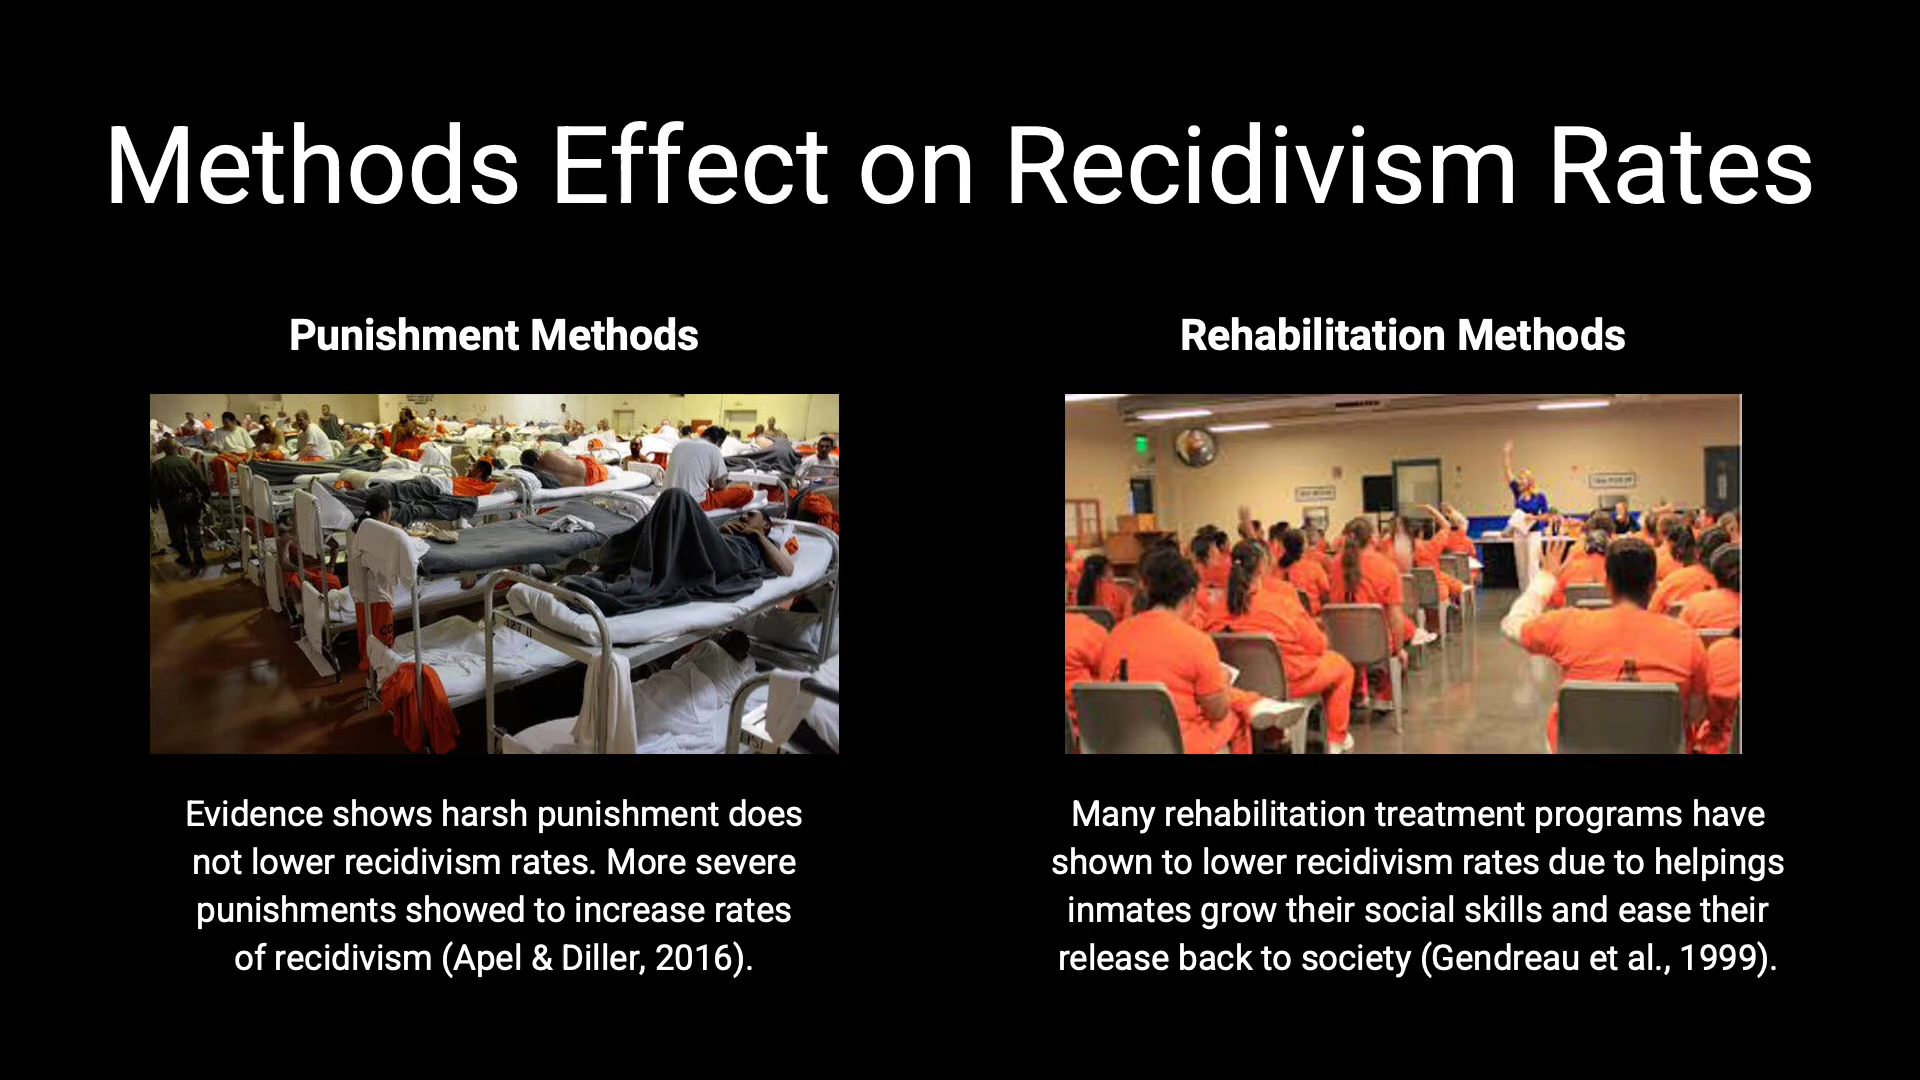 Methods Effect on Recidivism Rates
Punishment Methods
Evidence shows harsh punishment does
not lower recidivism rates. More severe
punishments showed to increase rates
of recidivism (Apel & Diller, 2016).
Rehabilitation Methods
Many rehabilitation treatment programs have
shown to lower recidivism rates due to helpings
inmates grow their social skills and ease their
release back to society (Gendreau et al., 1999).